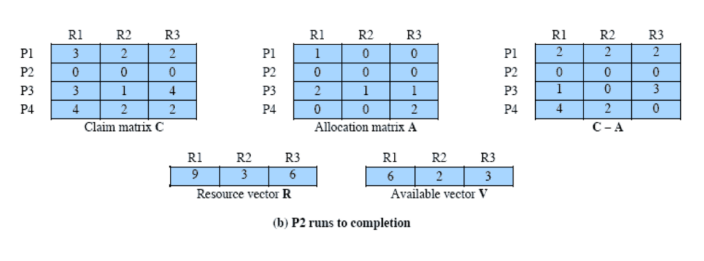 R1 R2 R3 R1 R2 R3 R1 R2 R3
P1 3 2 2 P1 1 0 0 P1 2 2 2
P2 0 0 0 P2 0 0 0 P2 0 0 0
P3 3 1 4 P3 2 1 1 P3 1 0 3
P4 4 2 2 P4 0 0 2 P4 4 2 0
Claim matrix C Allocation matrix A C – A
R1 R2 R3 R1 R2 R3
9 3 6 6 2 3
Resource vector R Available vector V
(b) P2 runs to completion